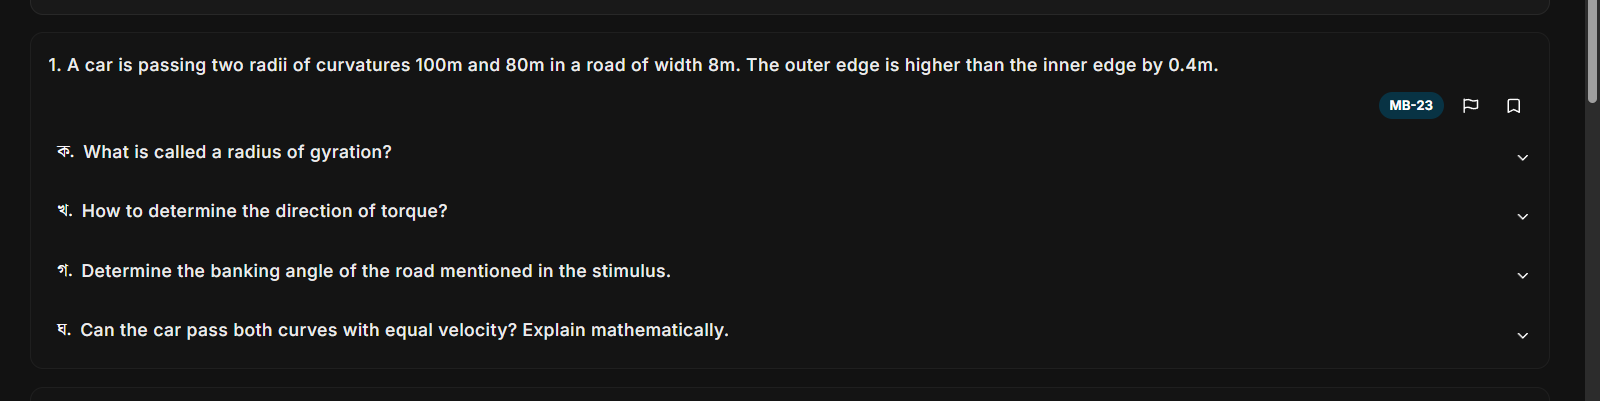 1. A car is passing two radii of curvatures 100m and 80m in a road of width 8m. The outer edge is higher than the inner edge by 0.4m.
MB-23
ক. What is called a radius of gyration?
খ. How to determine the direction of torque?
গ. Determine the banking angle of the road mentioned in the stimulus.
ঘ. Can the car pass both curves with equal velocity? Explain mathematically.